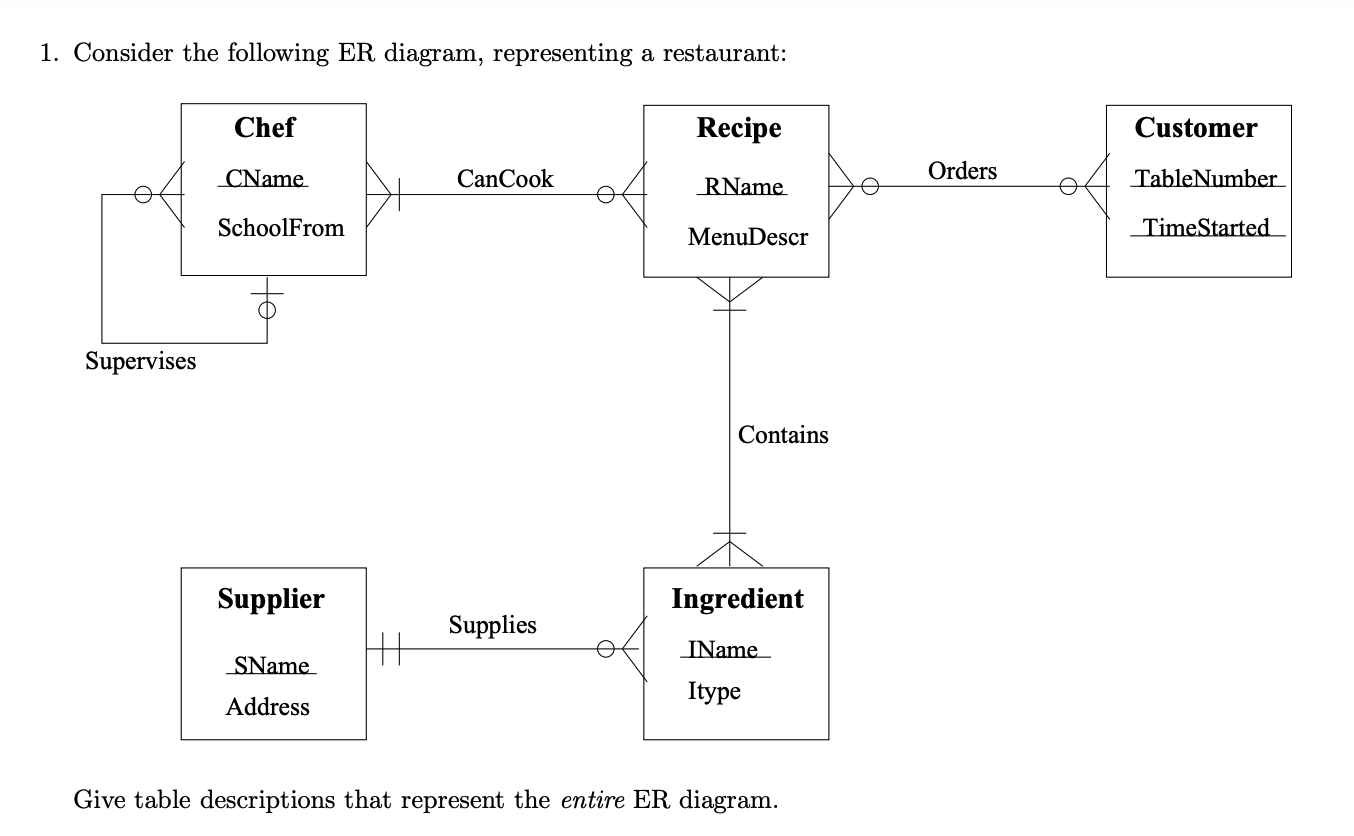 1. Consider the following ER diagram, representing a restaurant:
Chef
CName
SchoolFrom
CanCook
Recipe
RName
MenuDescr
Orders
Customer
TableNumber
TimeStarted
Supervises
Contains
Supplier
SName
Address
Supplies
Ingredient
IName
Itype
Give table descriptions that represent the entire ER diagram.